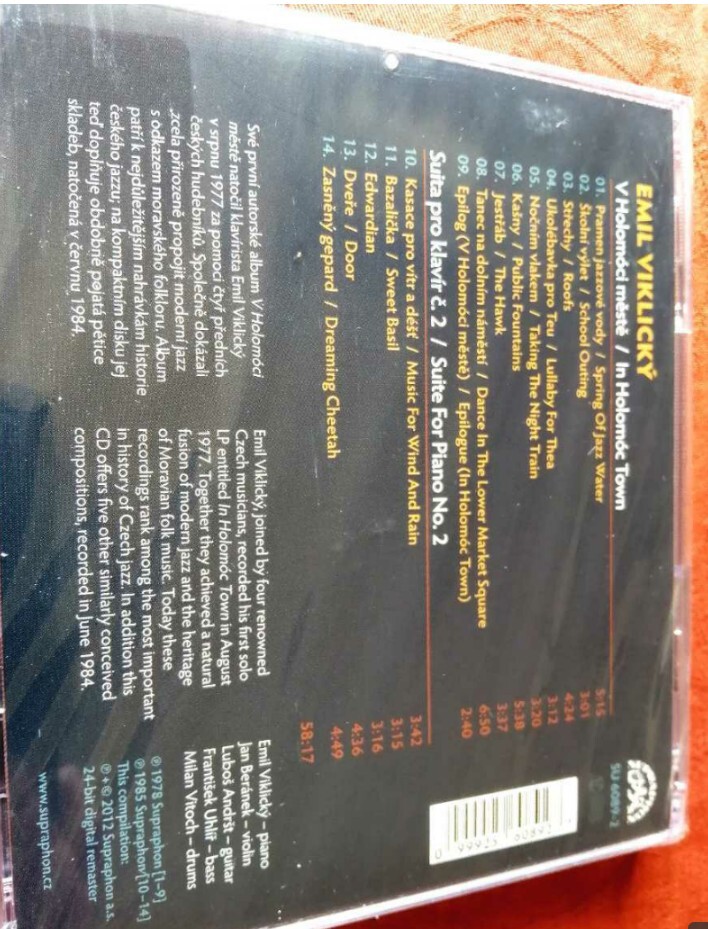 EMIL VIKLICKÝ
V Holomóci městě / In Holomóc Town
01. Pramen jazzové vody / Spring Of Jazz Water 5:15
02. Školní výlet / School Outing 3:01
03. Střechy / Roofs 4:24
04. Ukolébavka pro Teu / Lullaby For Thea 3:12
05. Nočním vlakem / Taking The Night Train 3:20
06. Kašny / Public Fountains 5:38
07. Jestřáb / The Hawk 3:37
08. Tanec na dolním náměstí / Dance In The Lower Market Square 6:50
09. Epilog (V Holomóci městě) / Epilogue (In Holomóc Town) 2:40
Suita pro klavír č. 2 / Suite For Piano No. 2
10. Kasace pro vítr a déšť / Music For Wind And Rain 3:42
11. Bazalička / Sweet Basil 3:15
12. Edwardian 3:16
13. Dveře / Door 4:36
14. Zasněný gepard / Dreaming Cheetah 4:49
58:17
SU 6089-2
Své první autorské album V Holomóci
městě natočil klavírista Emil Viklický
v srpnu 1977 za pomoci čtyř předních
českých hudebníků. Společně dokázali
zcela přirozeně propojit moderní jazz
s odkazem moravského folkloru. Album
patří k nejdůležitějším nahrávkám historie
českého jazzu; na kompaktním disku jej
teď doplňuje obdobně pojatá pětice
skladeb, natočená v červnu 1984.
Emil Viklický, joined by four renowned
Czech musicians, recorded his first solo
LP entitled In Holomóc Town in August
1977. Together they achieved a natural
fusion of modern jazz and the heritage
of Moravian folk music. Today these
recordings rank among the most important
in history of Czech jazz. In addition this
CD offers five other similarly conceived
compositions, recorded in June 1984.
Emil Viklický – piano
Jan Beránek – violin
Luboš Andršt – guitar
František Uhlíř – bass
Milan Vitoch – drums
℗ 1978 Supraphon [1–9]
℗ 1985 Supraphon [10–14]
This compilation:
℗ + © 2012 Supraphon a.s.
24-bit digital remaster
www.supraphon.cz